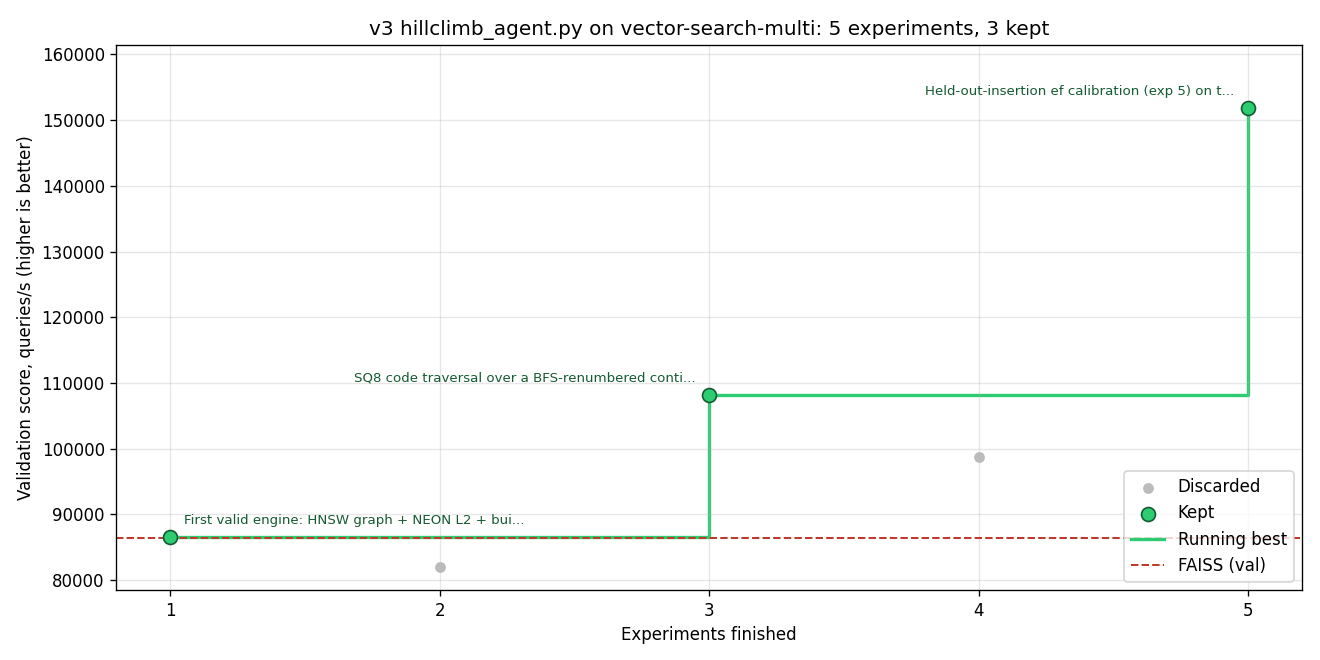 v3 hillclimb_agent.py on vector-search-multi: 5 experiments, 3 kept
Validation score, queries/s (higher is better)
160000
150000
140000
130000
120000
110000
100000
90000
80000
Held-out-insertion ef calibration (exp 5) on t...
SQ8 code traversal over a BFS-renumbered conti...
First valid engine: HNSW graph + NEON L2 + bui...
Discarded
Kept
Running best
FAISS (val)
1 2 3 4 5
Experiments finished